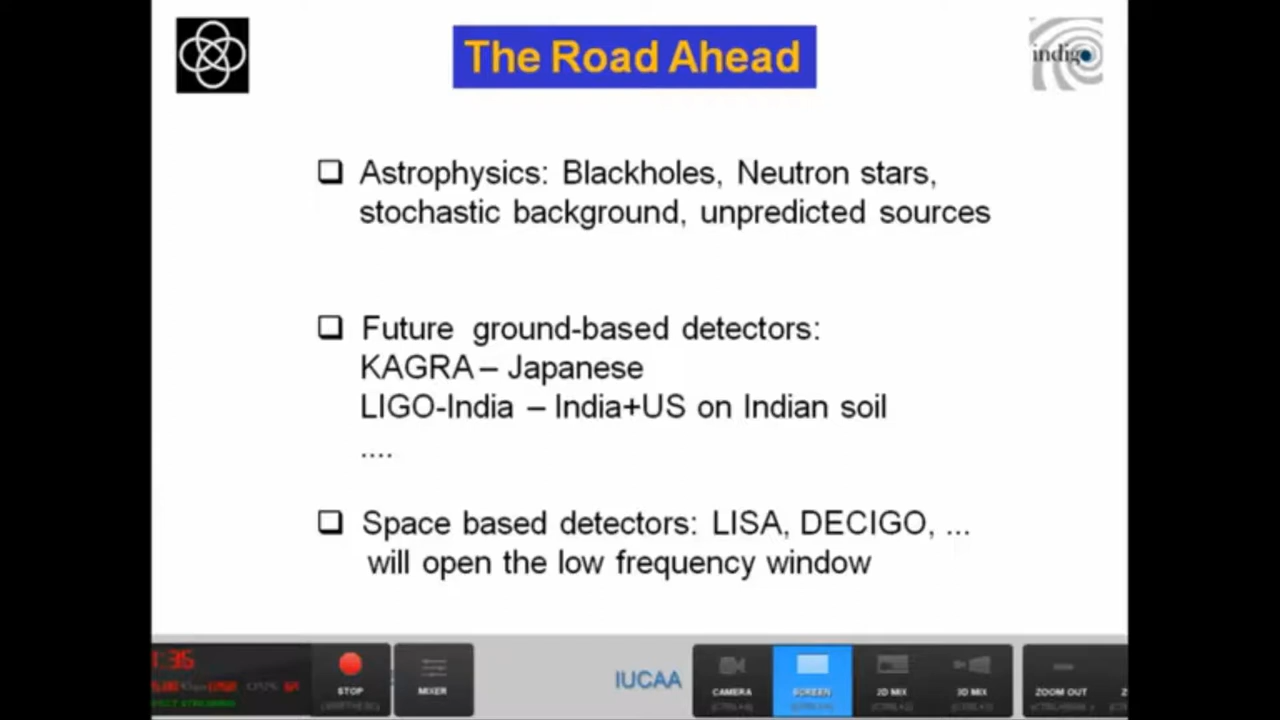 The Road Ahead
indigo
❑ Astrophysics: Blackholes, Neutron stars,
stochastic background, unpredicted sources
❑ Future ground-based detectors:
KAGRA – Japanese
LIGO-India – India+US on Indian soil
....
❑ Space based detectors: LISA, DECIGO, ...
will open the low frequency window
:35
STOP
MIXER
IUCAA
CAMERA
SCREEN
2D MIX
3D MIX
ZOOM OUT